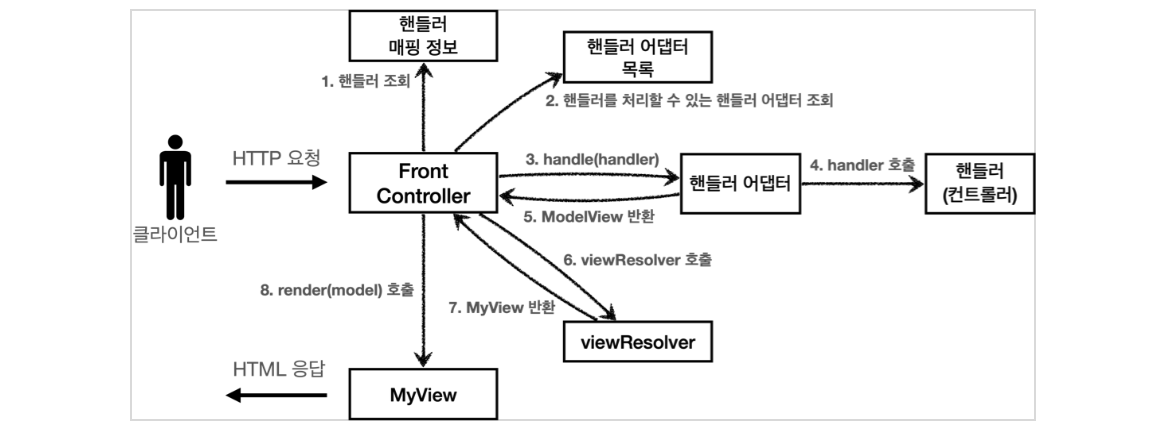 핸들러
매핑 정보
핸들러 어댑터
목록
1. 핸들러 조회
2. 핸들러를 처리할 수 있는 핸들러 어댑터 조회
HTTP 요청
Front
Controller
3. handle(handler)
핸들러 어댑터
4. handler 호출
핸들러
(컨트롤러)
5. ModelView 반환
클라이언트
6. viewResolver 호출
8. render(model) 호출
7. MyView 반환
viewResolver
HTML 응답
MyView